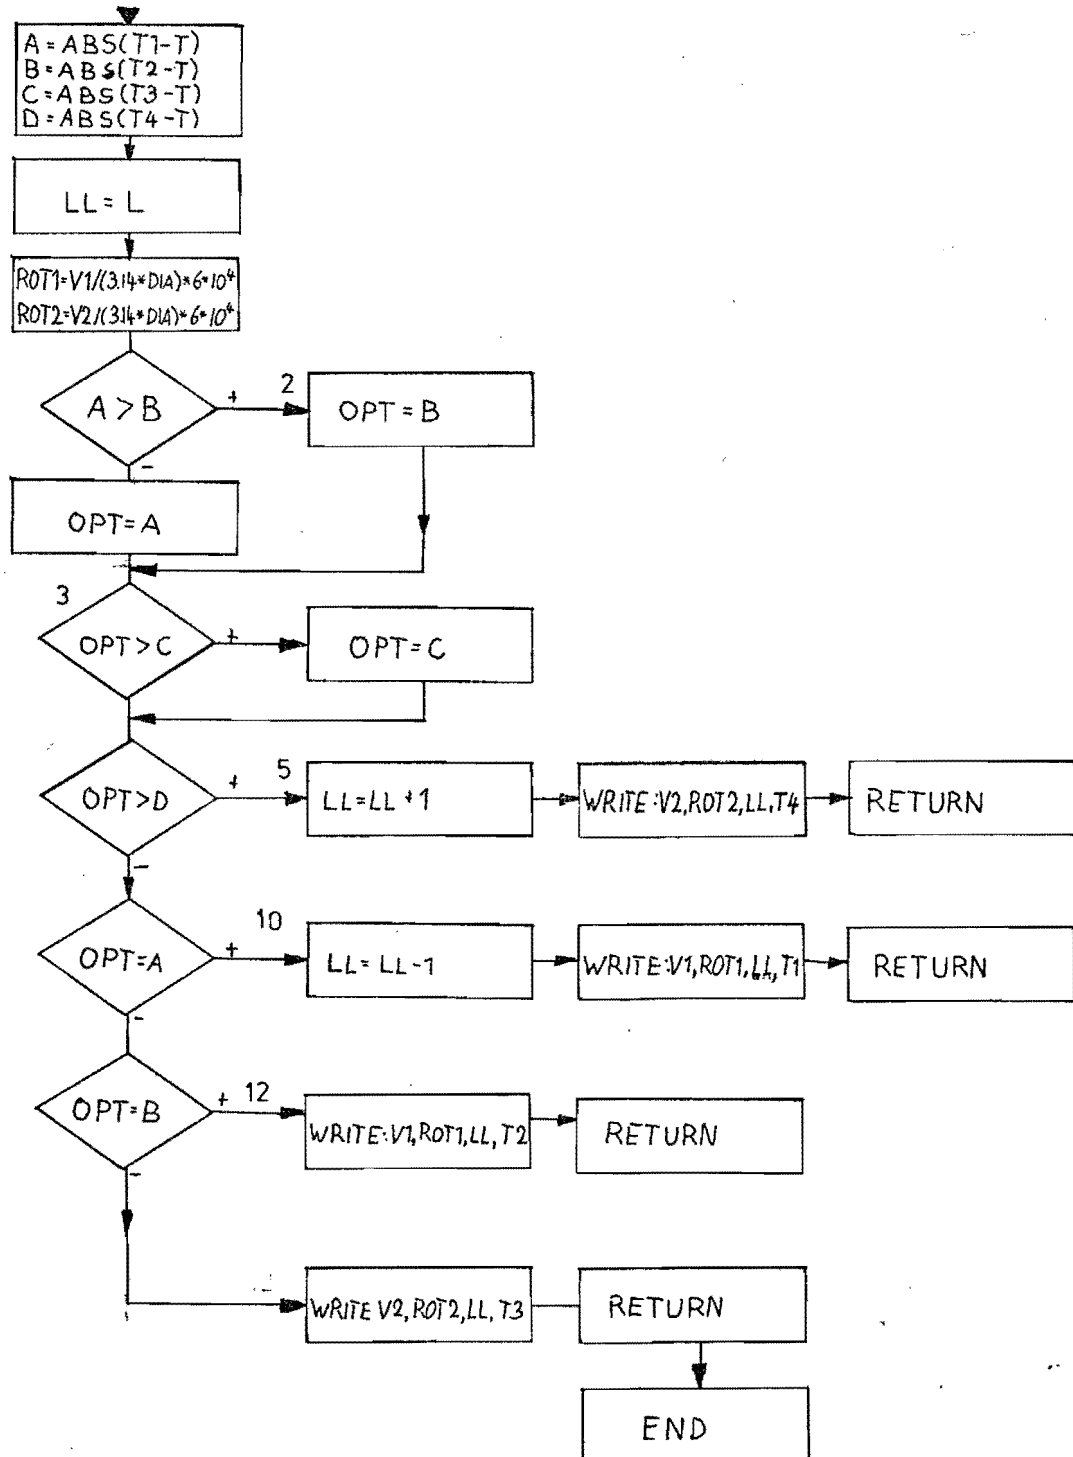 A=ABS(T1-T)
B=ABS(T2-T)
C=ABS(T3-T)
D=ABS(T4-T)
LL= L
ROT1=V1/(3.14*DIA)*6*10⁴
ROT2=V2/(3.14*DIA)*6*10⁴
A>B
+
2
OPT=B
-
OPT=A
3
OPT>C
+
OPT=C
OPT>D
+
5
LL=LL+1
WRITE:V2,ROT2,LL,T4
RETURN
-
OPT=A
+
10
LL= LL-1
WRITE:V1,ROT1,LL,T1
RETURN
-
OPT=B
+
12
WRITE:V1,ROT1,LL,T2
RETURN
-
WRITE V2,ROT2,LL,T3
RETURN
END